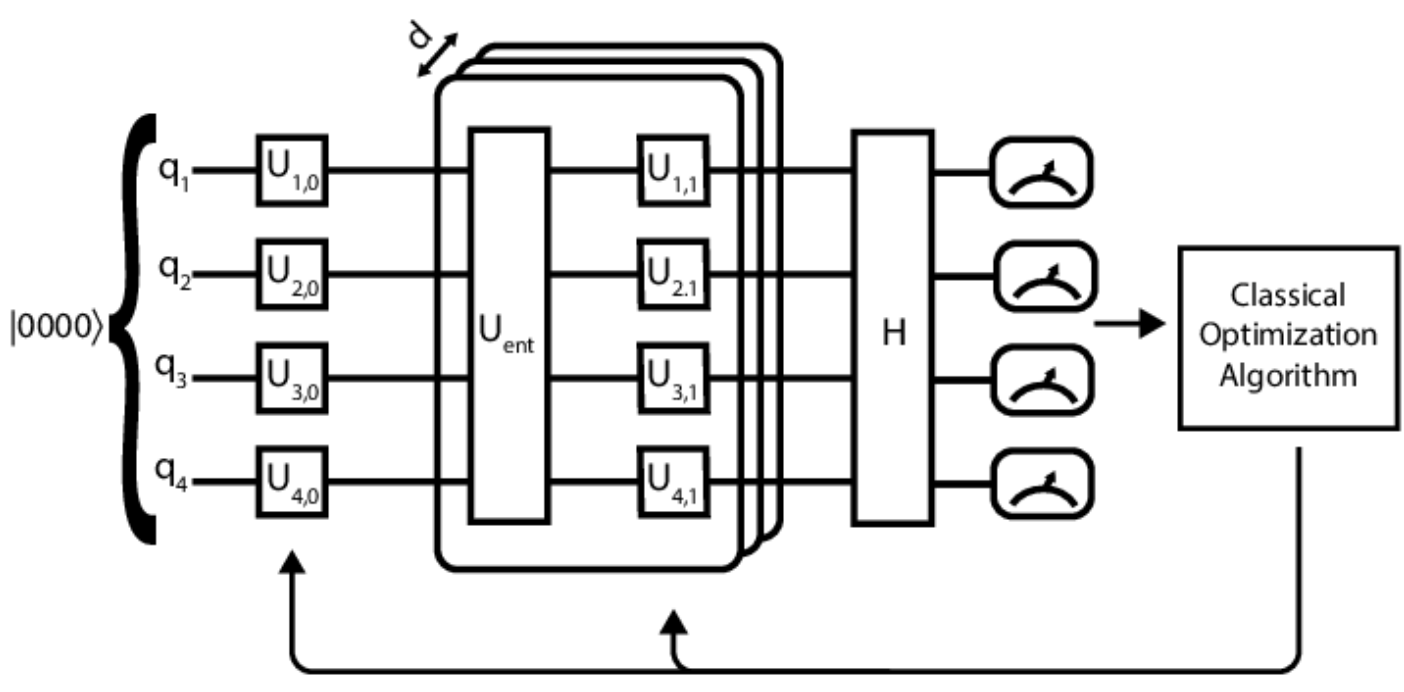 d
|0000⟩
q1 U1,0 U1,1
q2 U2,0 U2.1
Uent H
q3 U3,0 U3,1
q4 U4,0 U4,1
Classical
Optimization
Algorithm